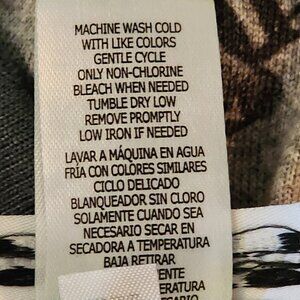 MACHINE WASH COLD
WITH LIKE COLORS
GENTLE CYCLE
ONLY NON-CHLORINE
BLEACH WHEN NEEDED
TUMBLE DRY LOW
REMOVE PROMPTLY
LOW IRON IF NEEDED
LAVAR A MÁQUINA EN AGUA
FRÍA CON COLORES SIMILARES
CICLO DELICADO
BLANQUEADOR SIN CLORO
SOLAMENTE CUANDO SEA
NECESARIO SECAR EN
SECADORA A TEMPERATURA
BAJA RETIRAR